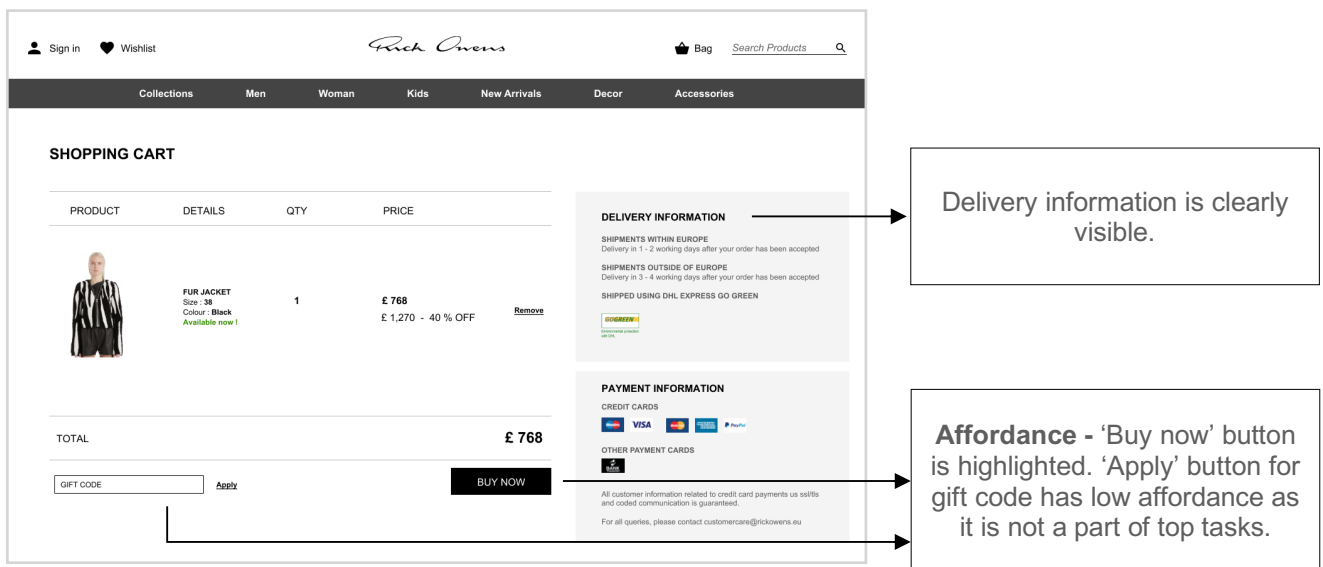 Sign in
Wishlist
Rick Owens
Bag
Search Products
Collections
Men
Woman
Kids
New Arrivals
Decor
Accessories
SHOPPING CART
PRODUCT
DETAILS
QTY
PRICE
FUR JACKET
Size : 38
Colour : Black
Available now !
1
£ 768
£ 1,270 - 40 % OFF
Remove
TOTAL
£ 768
GIFT CODE
Apply
BUY NOW
DELIVERY INFORMATION
SHIPMENTS WITHIN EUROPE
Delivery in 1 - 2 working days after your order has been accepted
SHIPMENTS OUTSIDE OF EUROPE
Delivery in 3 - 4 working days after your order has been accepted
SHIPPED USING DHL EXPRESS GO GREEN
GOGREEN
Environmental protection
with DHL
PAYMENT INFORMATION
CREDIT CARDS
VISA
PayPal
OTHER PAYMENT CARDS
BANK
All customer information related to credit card payments us ssl/tls
and coded communication is guaranteed.
For all queries, please contact customercare@rickowens.eu
Delivery information is clearly
visible.
Affordance - ‘Buy now’ button
is highlighted. ‘Apply’ button for
gift code has low affordance as
it is not a part of top tasks.